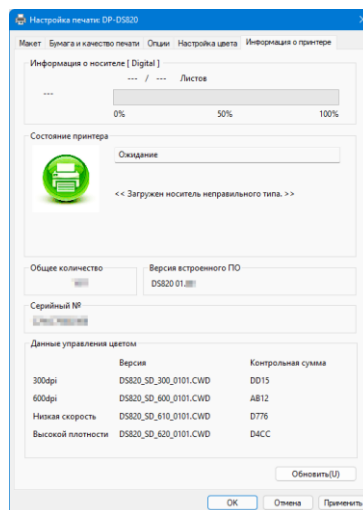 Настройка печати: DP-DS820
Макет Бумага и качество печати Опции Настройка цвета Информация о принтере
Информация о носителе [ Digital ]
--- / --- Листов
---
0% 50% 100%
Состояние принтера
Ожидание
<< Загружен носитель неправильного типа. >>
Общее количество
Версия встроенного ПО
DS820 01.
Серийный №
Данные управления цветом
Версия Контрольная сумма
300dpi DS820_SD_300_0101.CWD DD15
600dpi DS820_SD_600_0101.CWD AB12
Низкая скорость DS820_SD_610_0101.CWD D776
Высокой плотности DS820_SD_620_0101.CWD D4CC
Обновить(U)
OK Отмена Применить